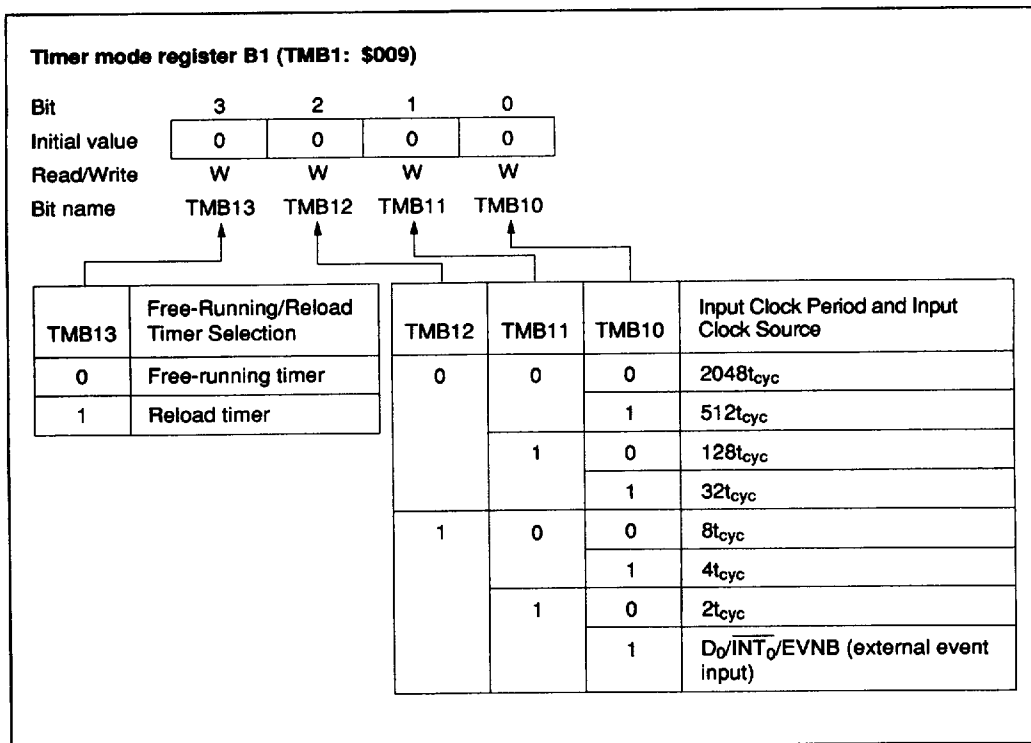 Timer mode register B1 (TMB1: $009)
Bit 3 2 1 0
Initial value 0 0 0 0
Read/Write W W W W
Bit name TMB13 TMB12 TMB11 TMB10
TMB13 Free-Running/Reload
Timer Selection
0 Free-running timer
1 Reload timer
TMB12 TMB11 TMB10 Input Clock Period and Input
Clock Source
0 0 0 2048tcyc
1 512tcyc
1 0 128tcyc
1 32tcyc
1 0 0 8tcyc
1 4tcyc
1 0 2tcyc
1 D0/I̅N̅T̅0̅/EVNB (external event
input)